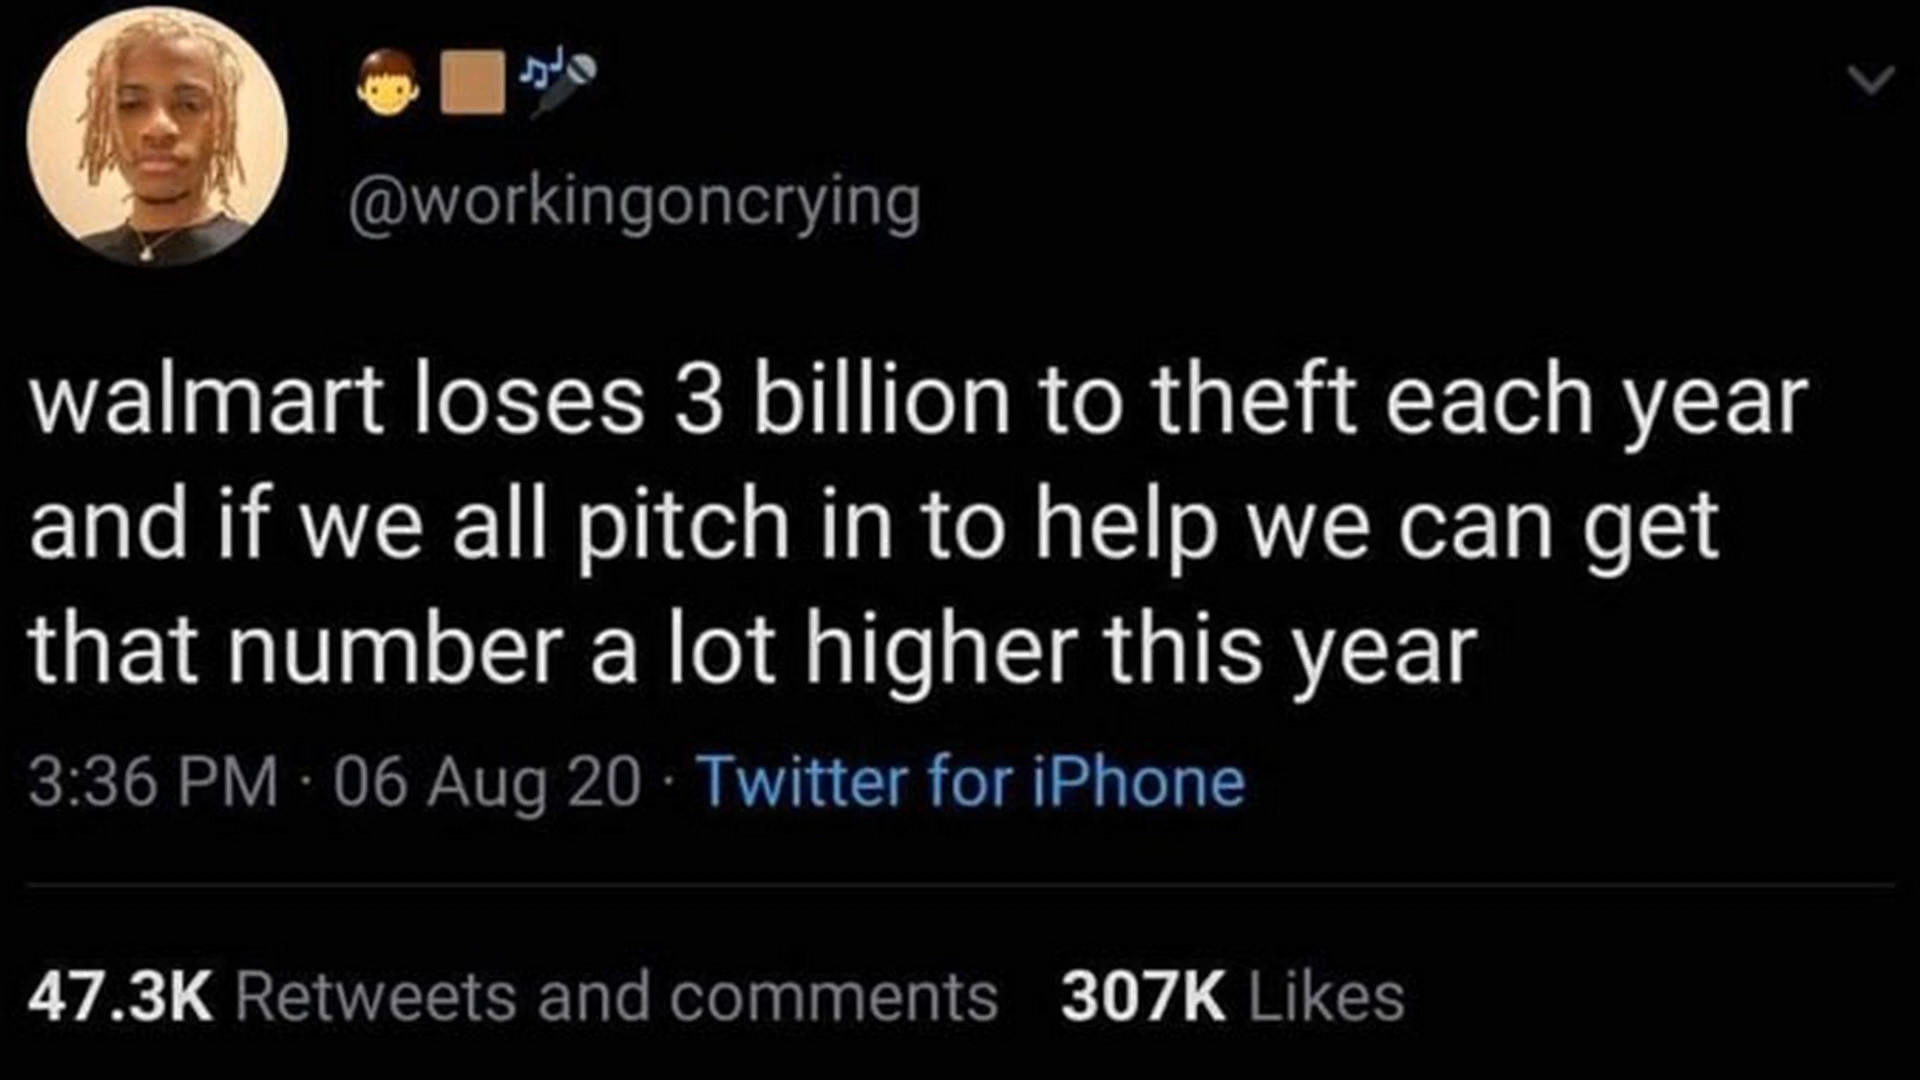 @workingoncrying
walmart loses 3 billion to theft each year
and if we all pitch in to help we can get
that number a lot higher this year
3:36 PM · 06 Aug 20 · Twitter for iPhone
47.3K Retweets and comments 307K Likes